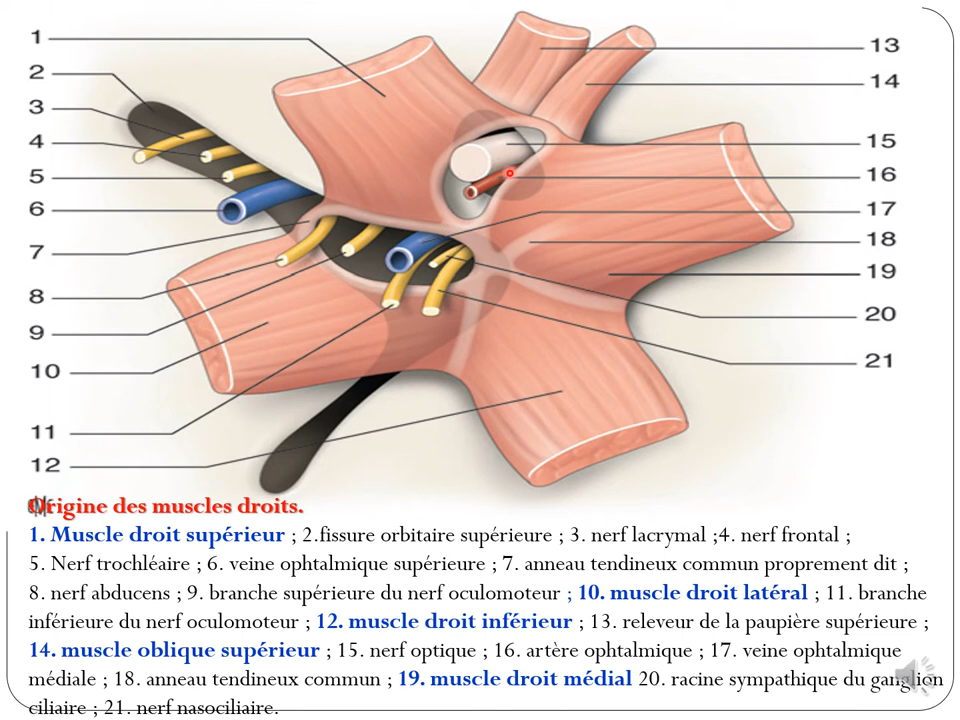 1
2
3
4
5
6
7
8
9
10
11
12
13
14
15
16
17
18
19
20
21
Origine des muscles droits.
1. Muscle droit supérieur ; 2.fissure orbitaire supérieure ; 3. nerf lacrymal ;4. nerf frontal ;
5. Nerf trochléaire ; 6. veine ophtalmique supérieure ; 7. anneau tendineux commun proprement dit ;
8. nerf abducens ; 9. branche supérieure du nerf oculomoteur ; 10. muscle droit latéral ; 11. branche
inférieure du nerf oculomoteur ; 12. muscle droit inférieur ; 13. releveur de la paupière supérieure ;
14. muscle oblique supérieur ; 15. nerf optique ; 16. artère ophtalmique ; 17. veine ophtalmique
médiale ; 18. anneau tendineux commun ; 19. muscle droit médial 20. racine sympathique du ganglion
ciliaire ; 21. nerf nasociliaire.